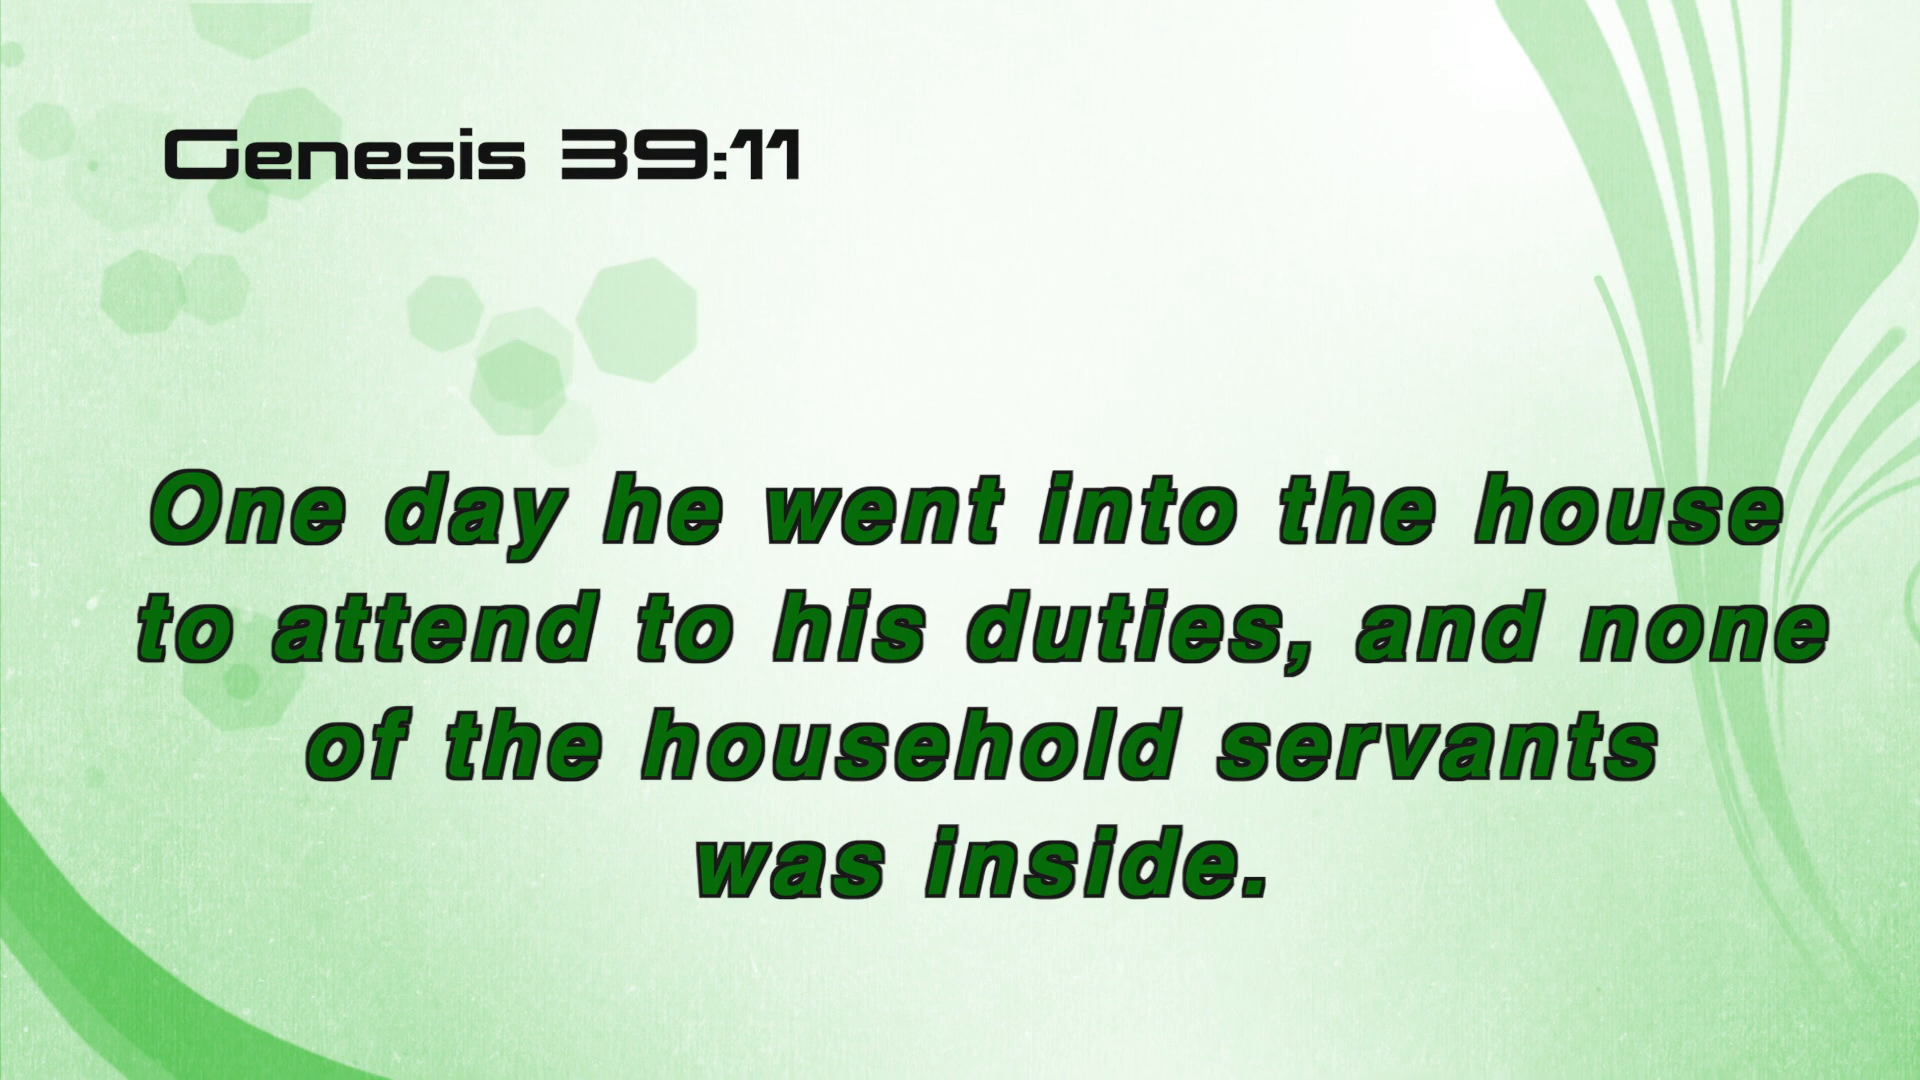 Genesis 39:11
One day he went into the house
to attend to his duties, and none
of the household servants
was inside.